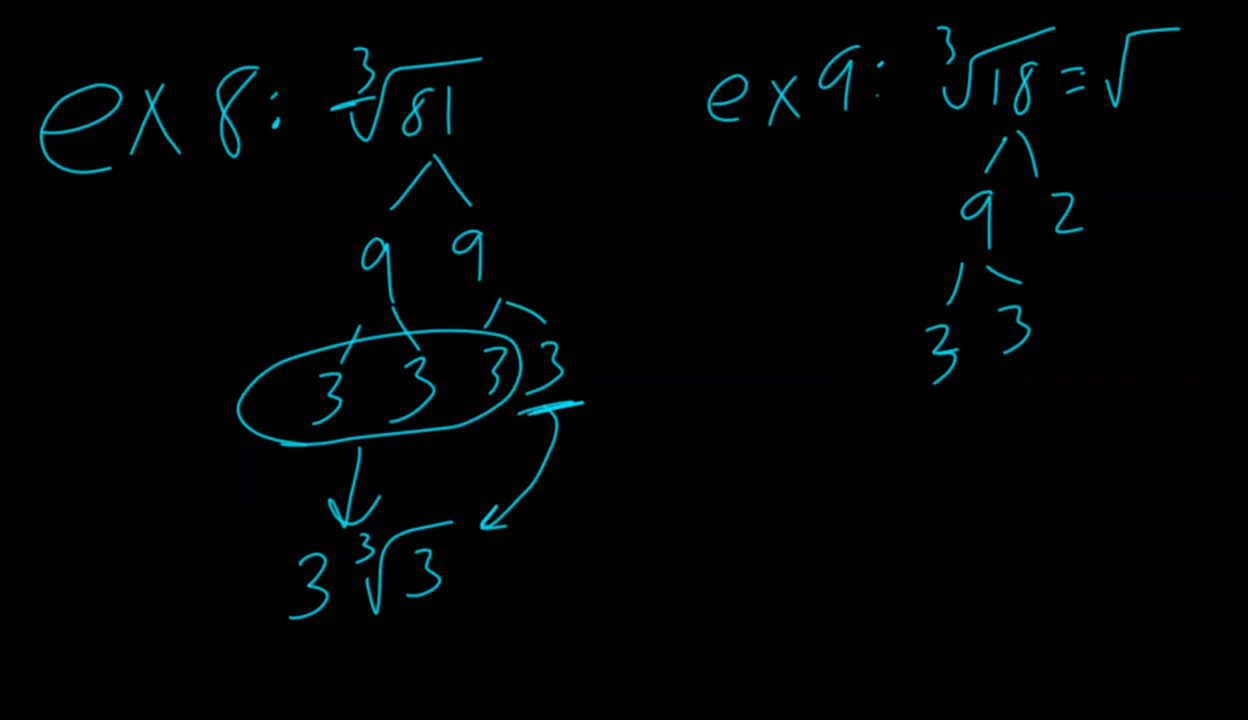 ex 8: ∛81
9 9
3 3 3 3
3∛3
ex 9: ∛18 = √
9 2
3 3